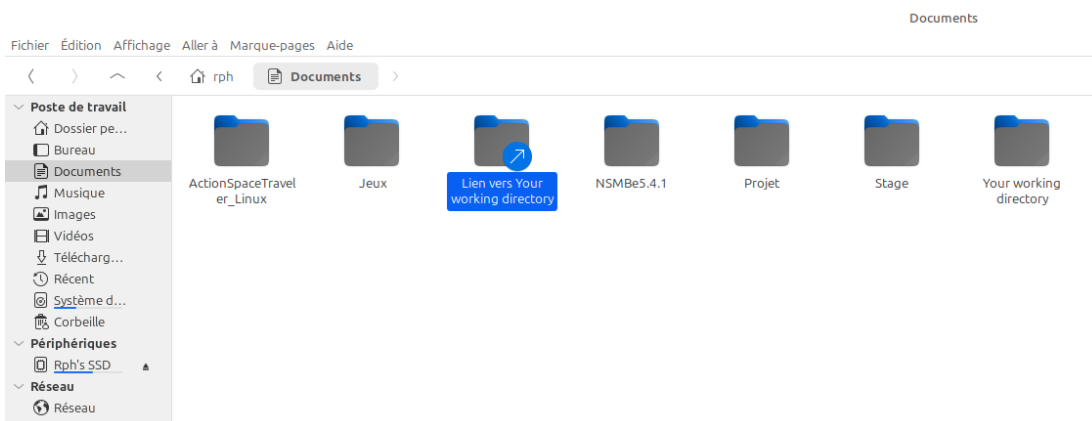 Documents
Fichier Édition Affichage Aller à Marque-pages Aide
rph Documents
Poste de travail
Dossier pe...
Bureau
Documents
Musique
Images
Vidéos
Télécharg...
Récent
Système d...
Corbeille
Périphériques
Rph's SSD
Réseau
Réseau
ActionSpaceTravel
er_Linux
Jeux
Lien vers Your
working directory
NSMBe5.4.1
Projet
Stage
Your working
directory